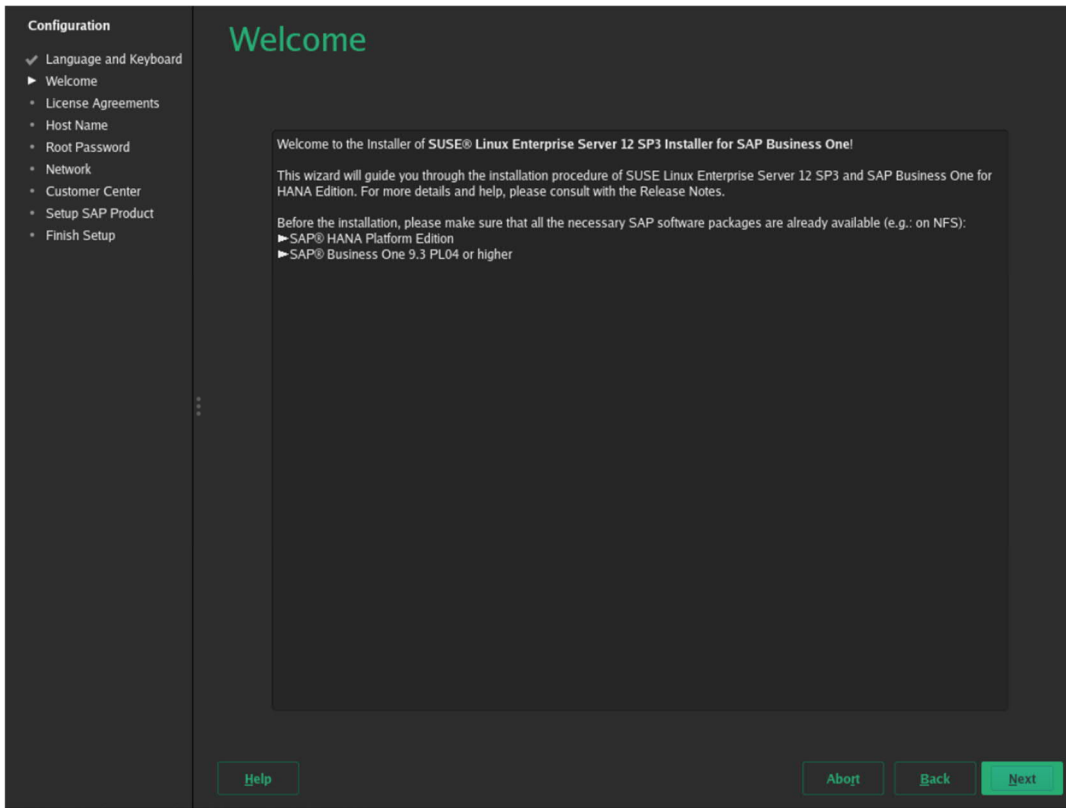 Configuration
Language and Keyboard
Welcome
License Agreements
Host Name
Root Password
Network
Customer Center
Setup SAP Product
Finish Setup
Welcome
Welcome to the Installer of SUSE® Linux Enterprise Server 12 SP3 Installer for SAP Business One!
This wizard will guide you through the installation procedure of SUSE Linux Enterprise Server 12 SP3 and SAP Business One for
HANA Edition. For more details and help, please consult with the Release Notes.
Before the installation, please make sure that all the necessary SAP software packages are already available (e.g.: on NFS):
►SAP® HANA Platform Edition
►SAP® Business One 9.3 PL04 or higher
Help
Abort
Back
Next